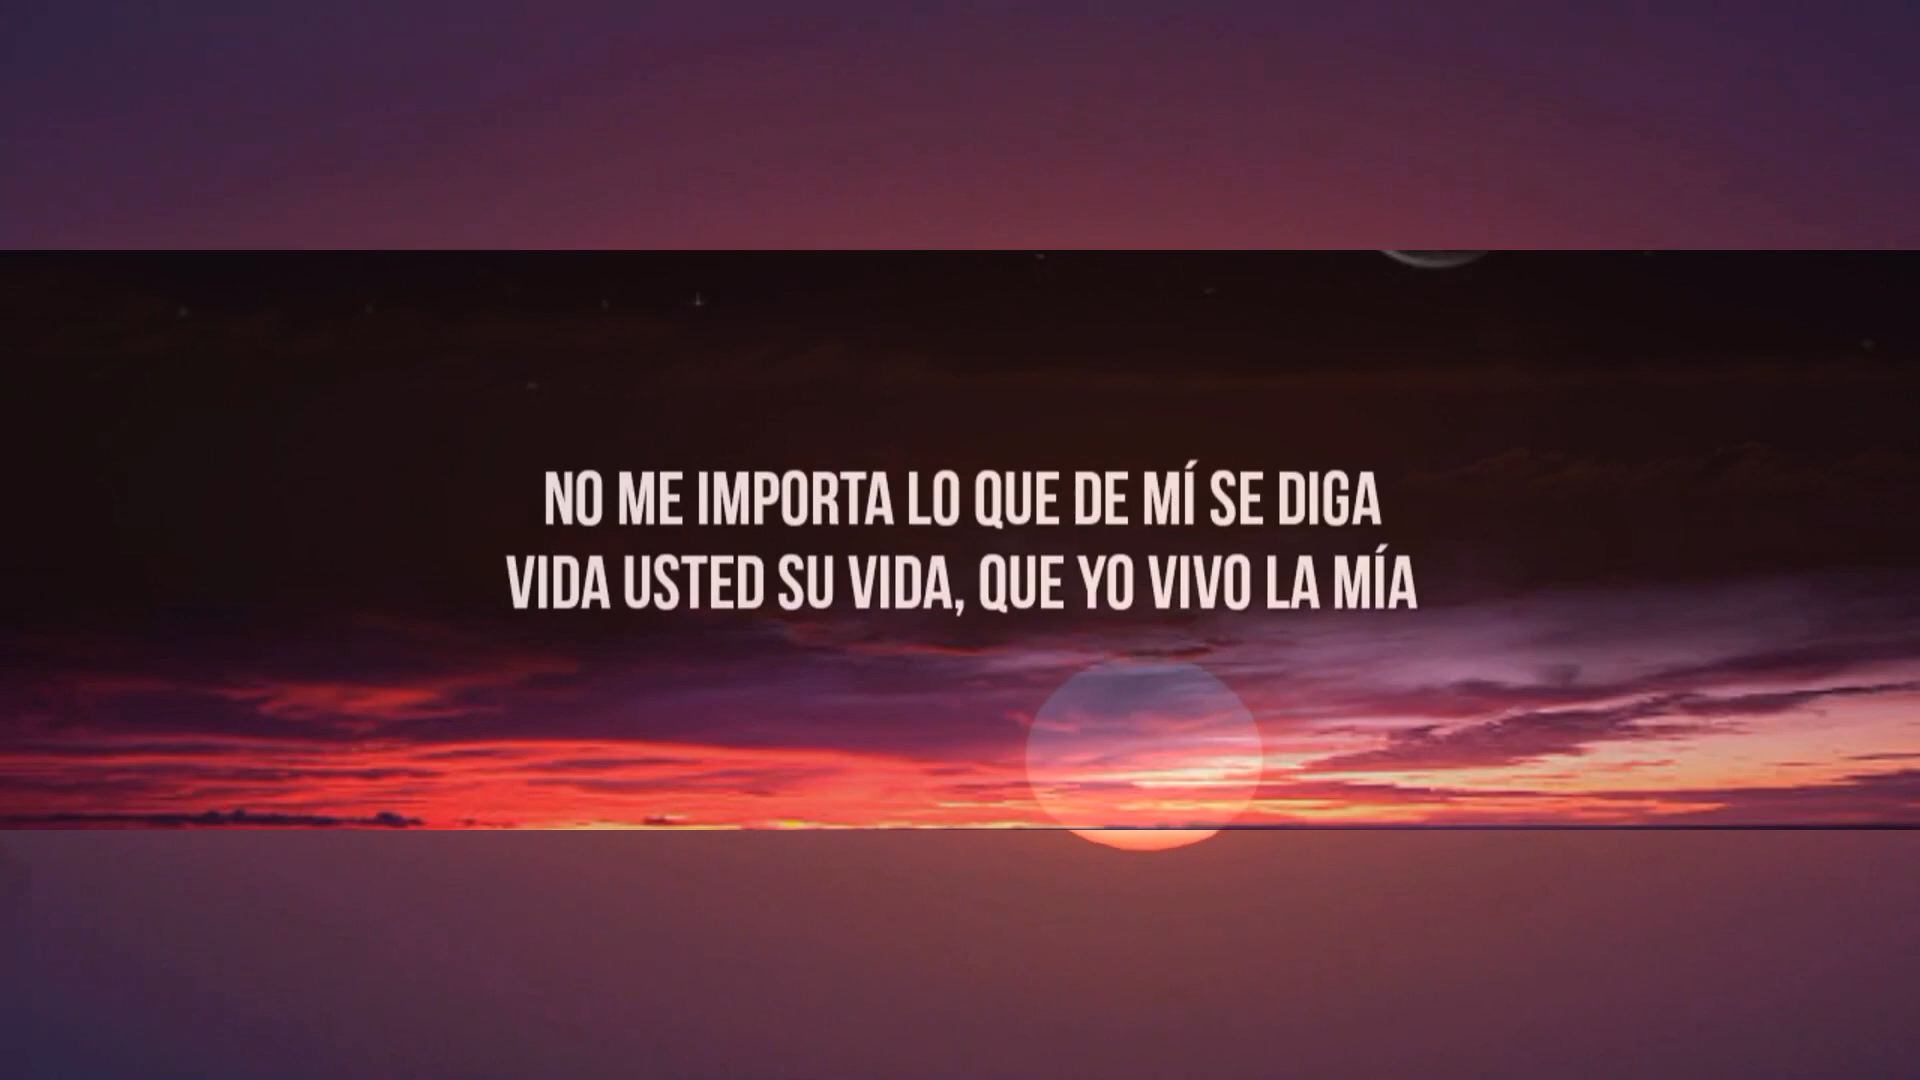 NO ME IMPORTA LO QUE DE MÍ SE DIGA
VIDA USTED SU VIDA, QUE YO VIVO LA MÍA